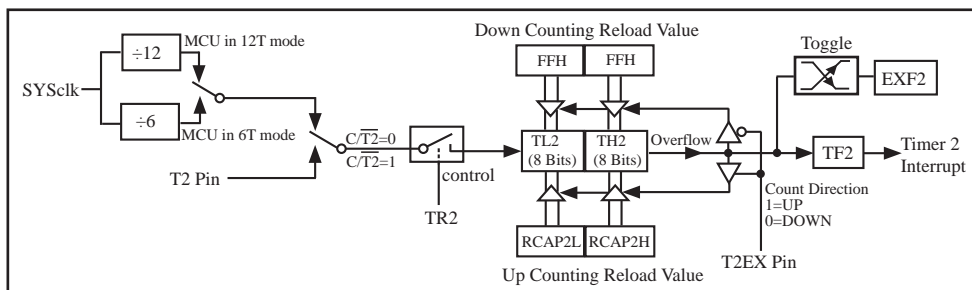 Down Counting Reload Value
Toggle
÷12
MCU in 12T mode
FFH
FFH
EXF2
SYSclk
÷6
MCU in 6T mode
C/T2=0
C/T2=1
TL2
(8 Bits)
TH2
(8 Bits)
Overflow
TF2
Timer 2
Interrupt
T2 Pin
control
TR2
Count Direction
1=UP
0=DOWN
RCAP2L
RCAP2H
T2EX Pin
Up Counting Reload Value